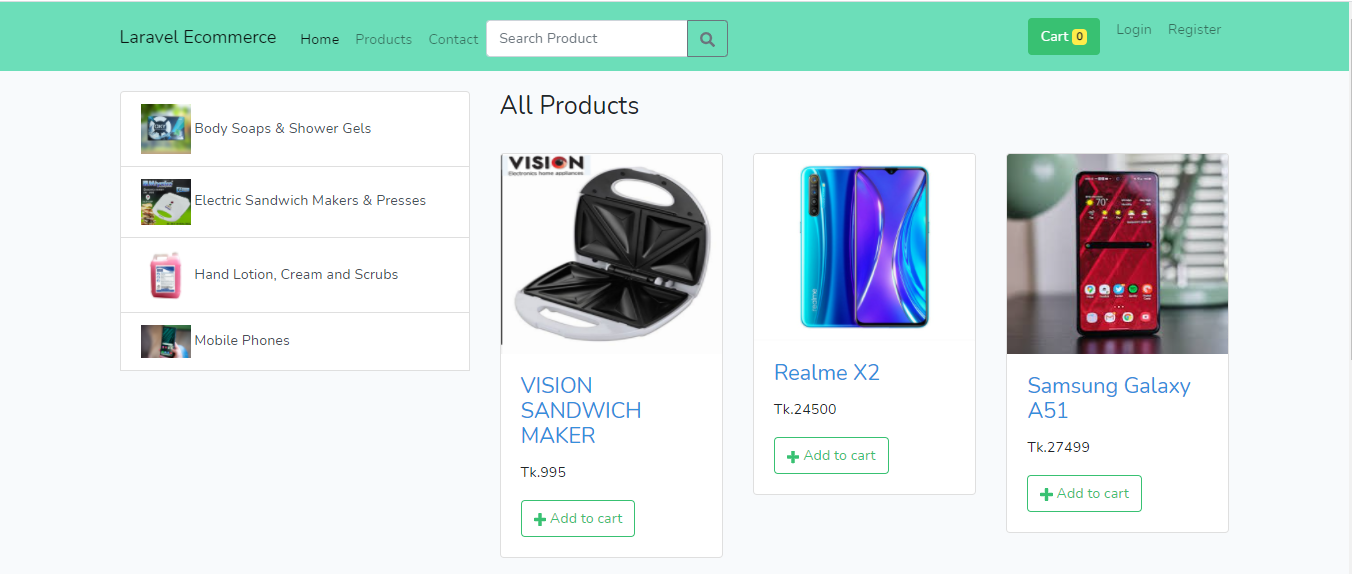 Laravel Ecommerce Home Products Contact Search Product Cart 0 Login Register
Body Soaps & Shower Gels
Electric Sandwich Makers & Presses
Hand Lotion, Cream and Scrubs
Mobile Phones
All Products
VISION
Electronics home appliances
VISION
SANDWICH
MAKER
Tk.995
Add to cart
realme
Realme X2
Tk.24500
Add to cart
70°
Samsung Galaxy
A51
Tk.27499
Add to cart